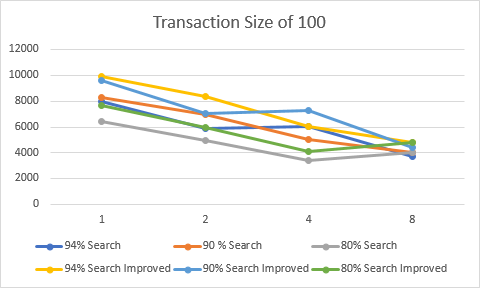 Transaction Size of 100
12000
10000
8000
6000
4000
2000
0
1 2 4 8
94% Search 90 % Search 80% Search
94% Search Improved 90% Search Improved 80% Search Improved